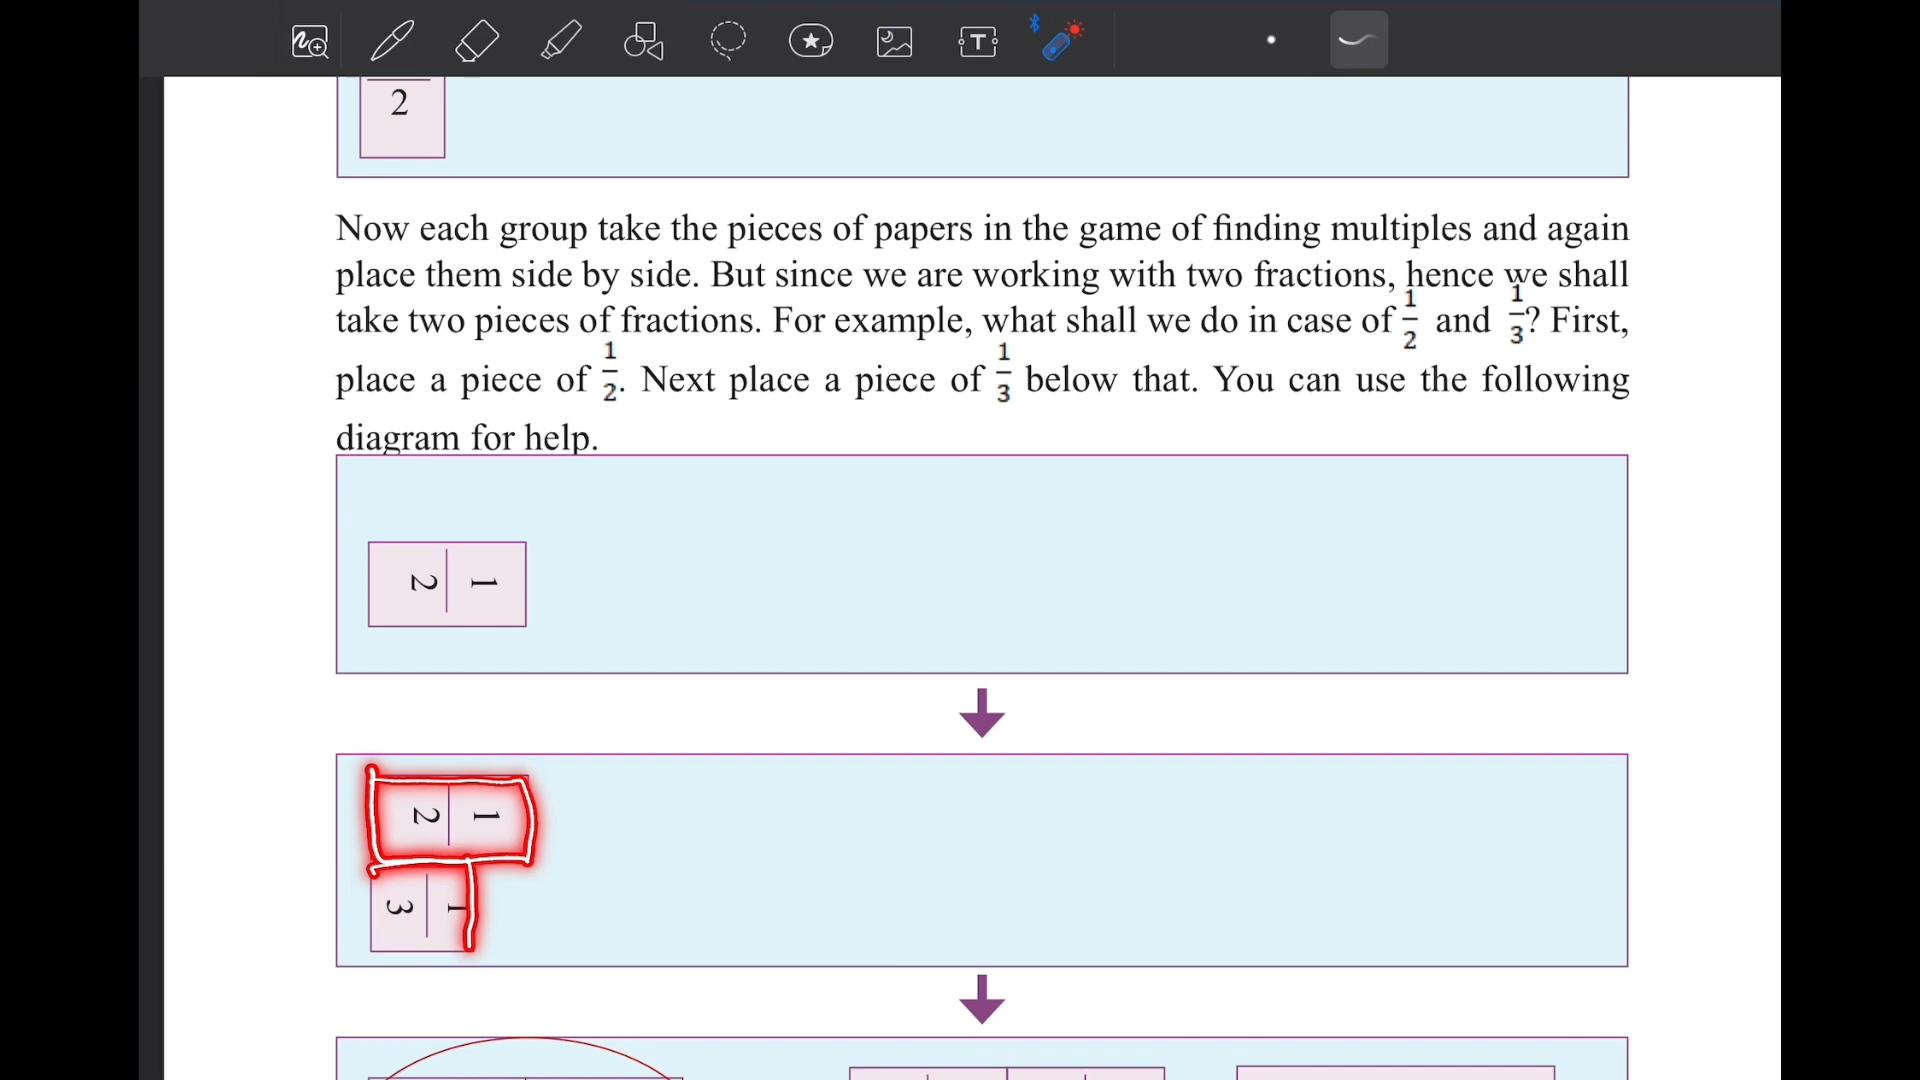 2
Now each group take the pieces of papers in the game of finding multiples and again
place them side by side. But since we are working with two fractions, hence we shall
take two pieces of fractions. For example, what shall we do in case of 1/2 and 1/3? First,
place a piece of 1/2. Next place a piece of 1/3 below that. You can use the following
diagram for help.
1/2
1/2
1/3